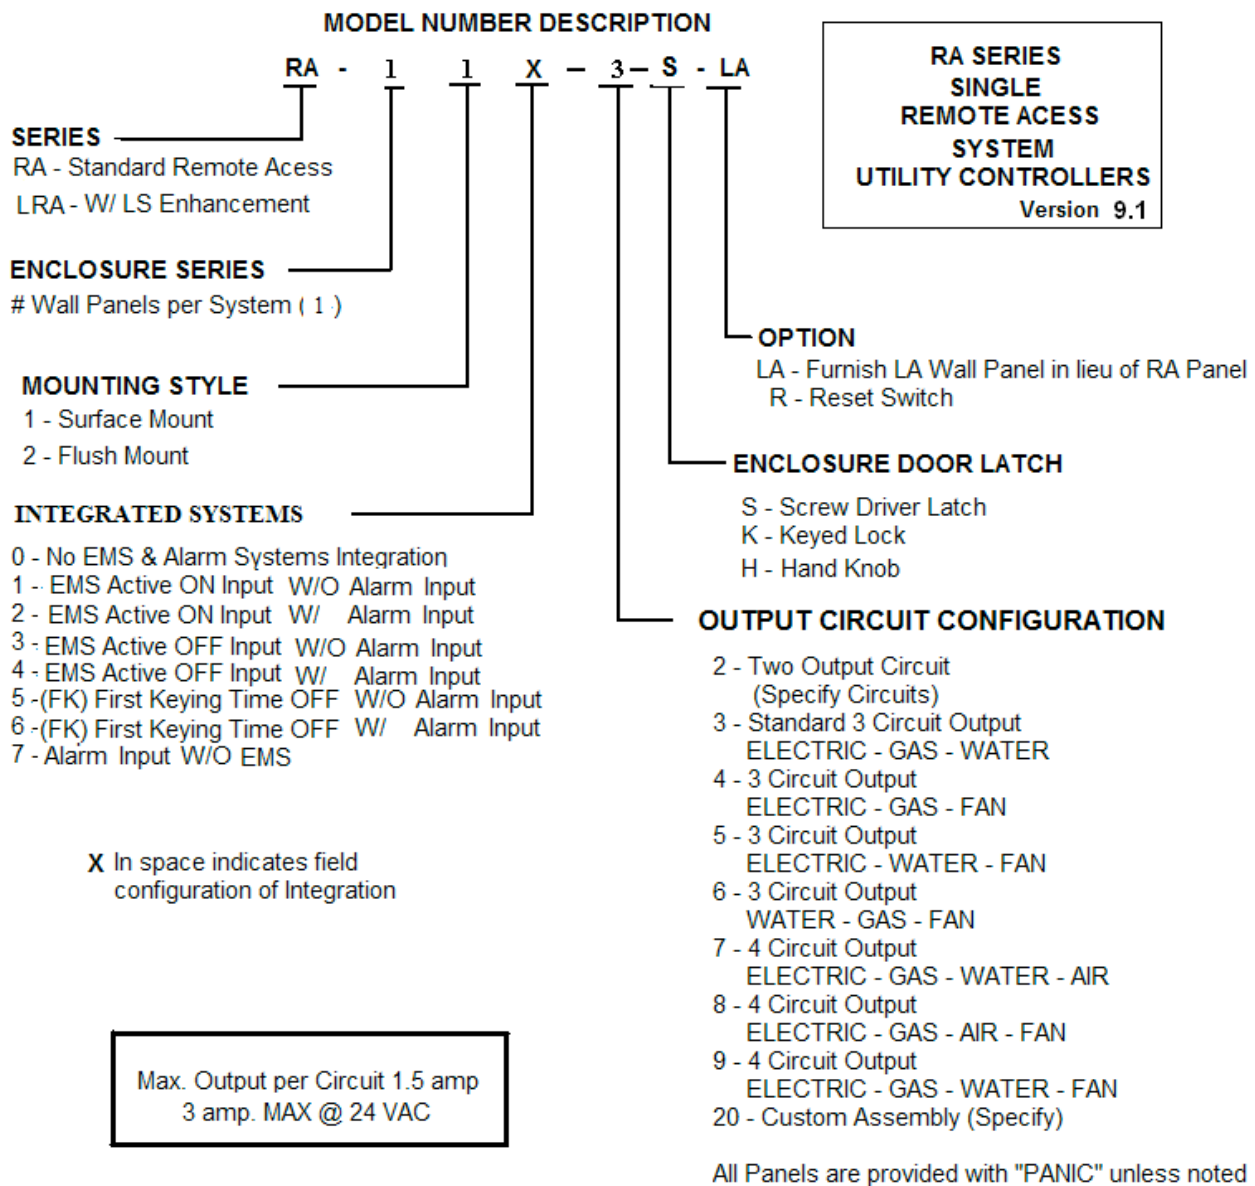 MODEL NUMBER DESCRIPTION
RA - 1 1 X - 3 - S - LA
RA SERIES
SINGLE
REMOTE ACESS
SYSTEM
UTILITY CONTROLLERS
Version 9.1
SERIES
RA - Standard Remote Acess
LRA - W/ LS Enhancement
ENCLOSURE SERIES
# Wall Panels per System ( 1 )
MOUNTING STYLE
1 - Surface Mount
2 - Flush Mount
INTEGRATED SYSTEMS
0 - No EMS & Alarm Systems Integration
1 - EMS Active ON Input W/O Alarm Input
2 - EMS Active ON Input W/ Alarm Input
3 - EMS Active OFF Input W/O Alarm Input
4 - EMS Active OFF Input W/ Alarm Input
5 -(FK) First Keying Time OFF W/O Alarm Input
6 -(FK) First Keying Time OFF W/ Alarm Input
7 - Alarm Input W/O EMS
X In space indicates field
configuration of Integration
Max. Output per Circuit 1.5 amp
3 amp. MAX @ 24 VAC
OPTION
LA - Furnish LA Wall Panel in lieu of RA Panel
R - Reset Switch
ENCLOSURE DOOR LATCH
S - Screw Driver Latch
K - Keyed Lock
H - Hand Knob
OUTPUT CIRCUIT CONFIGURATION
2 - Two Output Circuit
(Specify Circuits)
3 - Standard 3 Circuit Output
ELECTRIC - GAS - WATER
4 - 3 Circuit Output
ELECTRIC - GAS - FAN
5 - 3 Circuit Output
ELECTRIC - WATER - FAN
6 - 3 Circuit Output
WATER - GAS - FAN
7 - 4 Circuit Output
ELECTRIC - GAS - WATER - AIR
8 - 4 Circuit Output
ELECTRIC - GAS - AIR - FAN
9 - 4 Circuit Output
ELECTRIC - GAS - WATER - FAN
20 - Custom Assembly (Specify)
All Panels are provided with "PANIC" unless noted